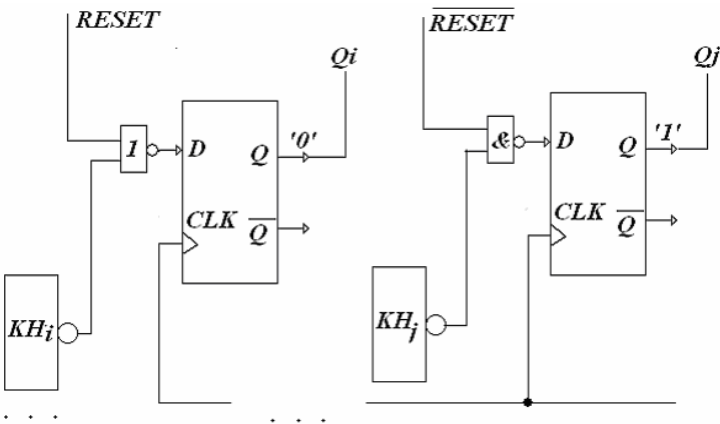 RESET
Qi
1
D
Q
'0'
CLK
Q
KHi
RESET
Qj
&
D
Q
'1'
CLK
Q
KHj
. . .
. . .